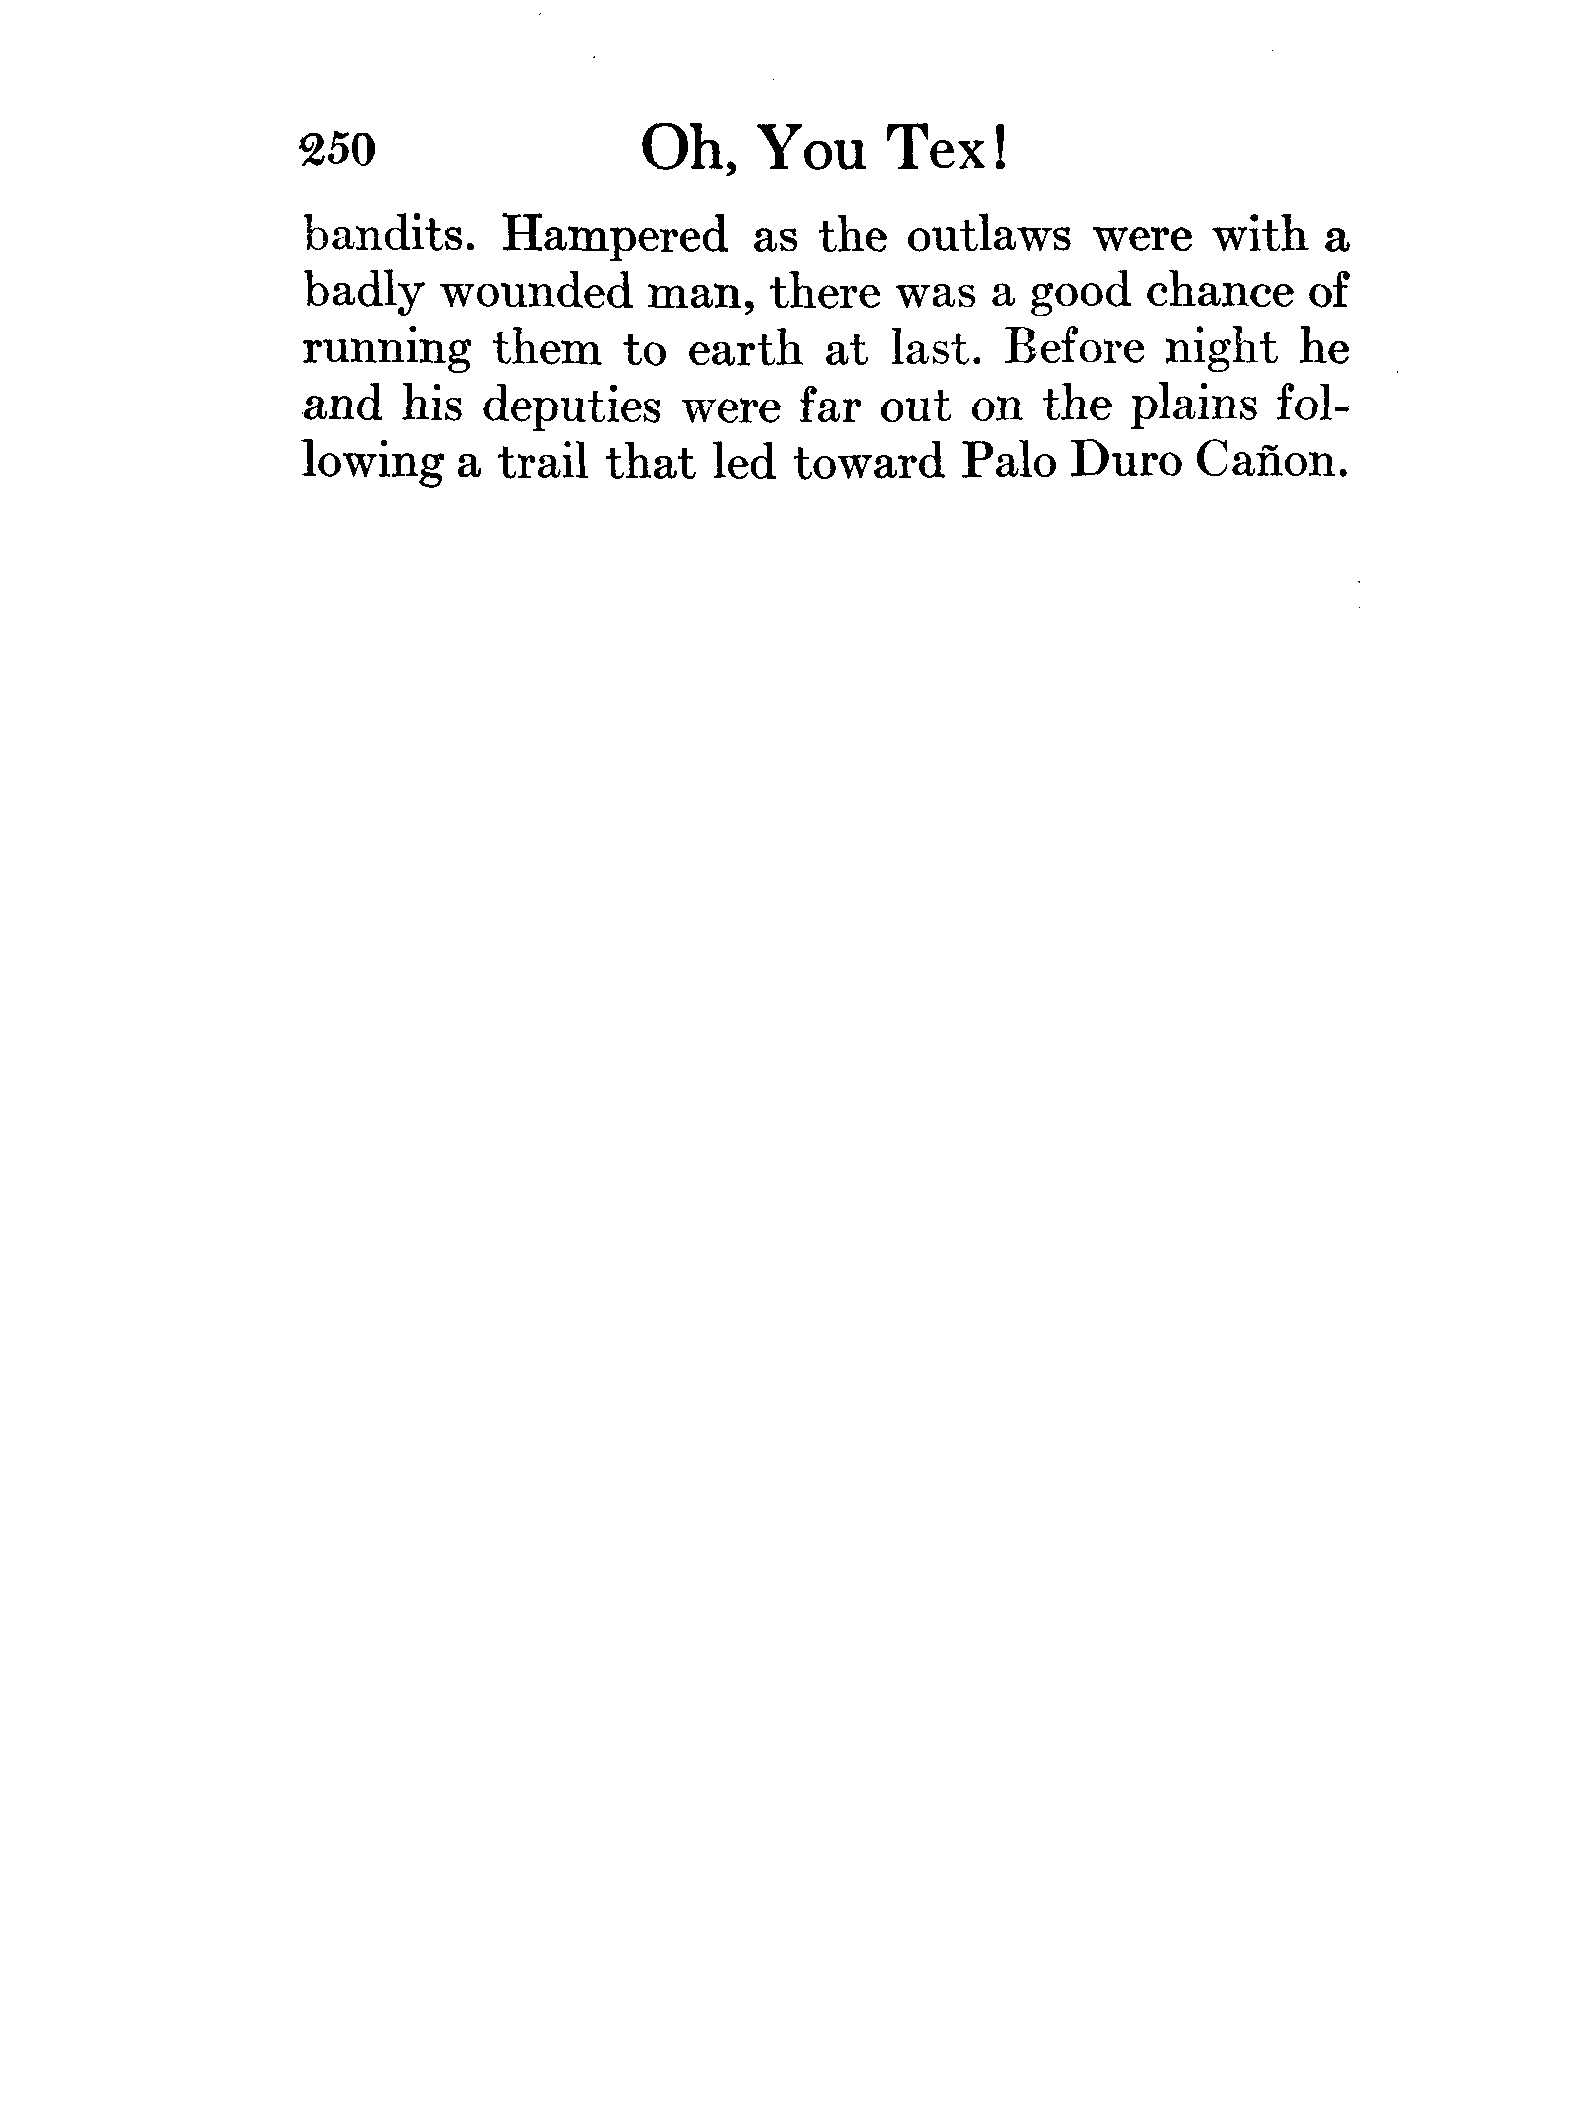 250 Oh, You Tex!
bandits. Hampered as the outlaws were with a
badly wounded man, there was a good chance of
running them to earth at last. Before night he
and his deputies were far out on the plains fol-
lowing a trail that led toward Palo Duro Cañon.